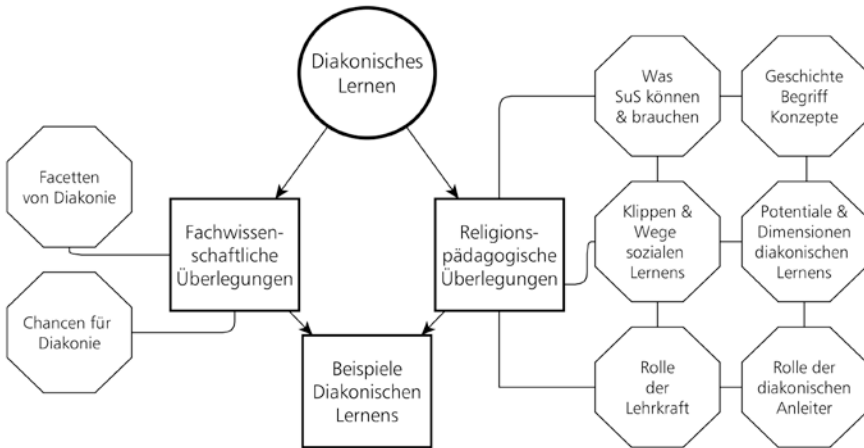 Diakonisches
Lernen
Was
SuS können
& brauchen
Geschichte
Begriff
Konzepte
Facetten
von Diakonie
Fachwissen-
schaftliche
Überlegungen
Religions-
pädagogische
Überlegungen
Klippen &
Wege
sozialen
Lernens
Potentiale &
Dimensionen
diakonischen
Lernens
Chancen für
Diakonie
Beispiele
Diakonischen
Lernens
Rolle
der
Lehrkraft
Rolle der
diakonischen
Anleiter